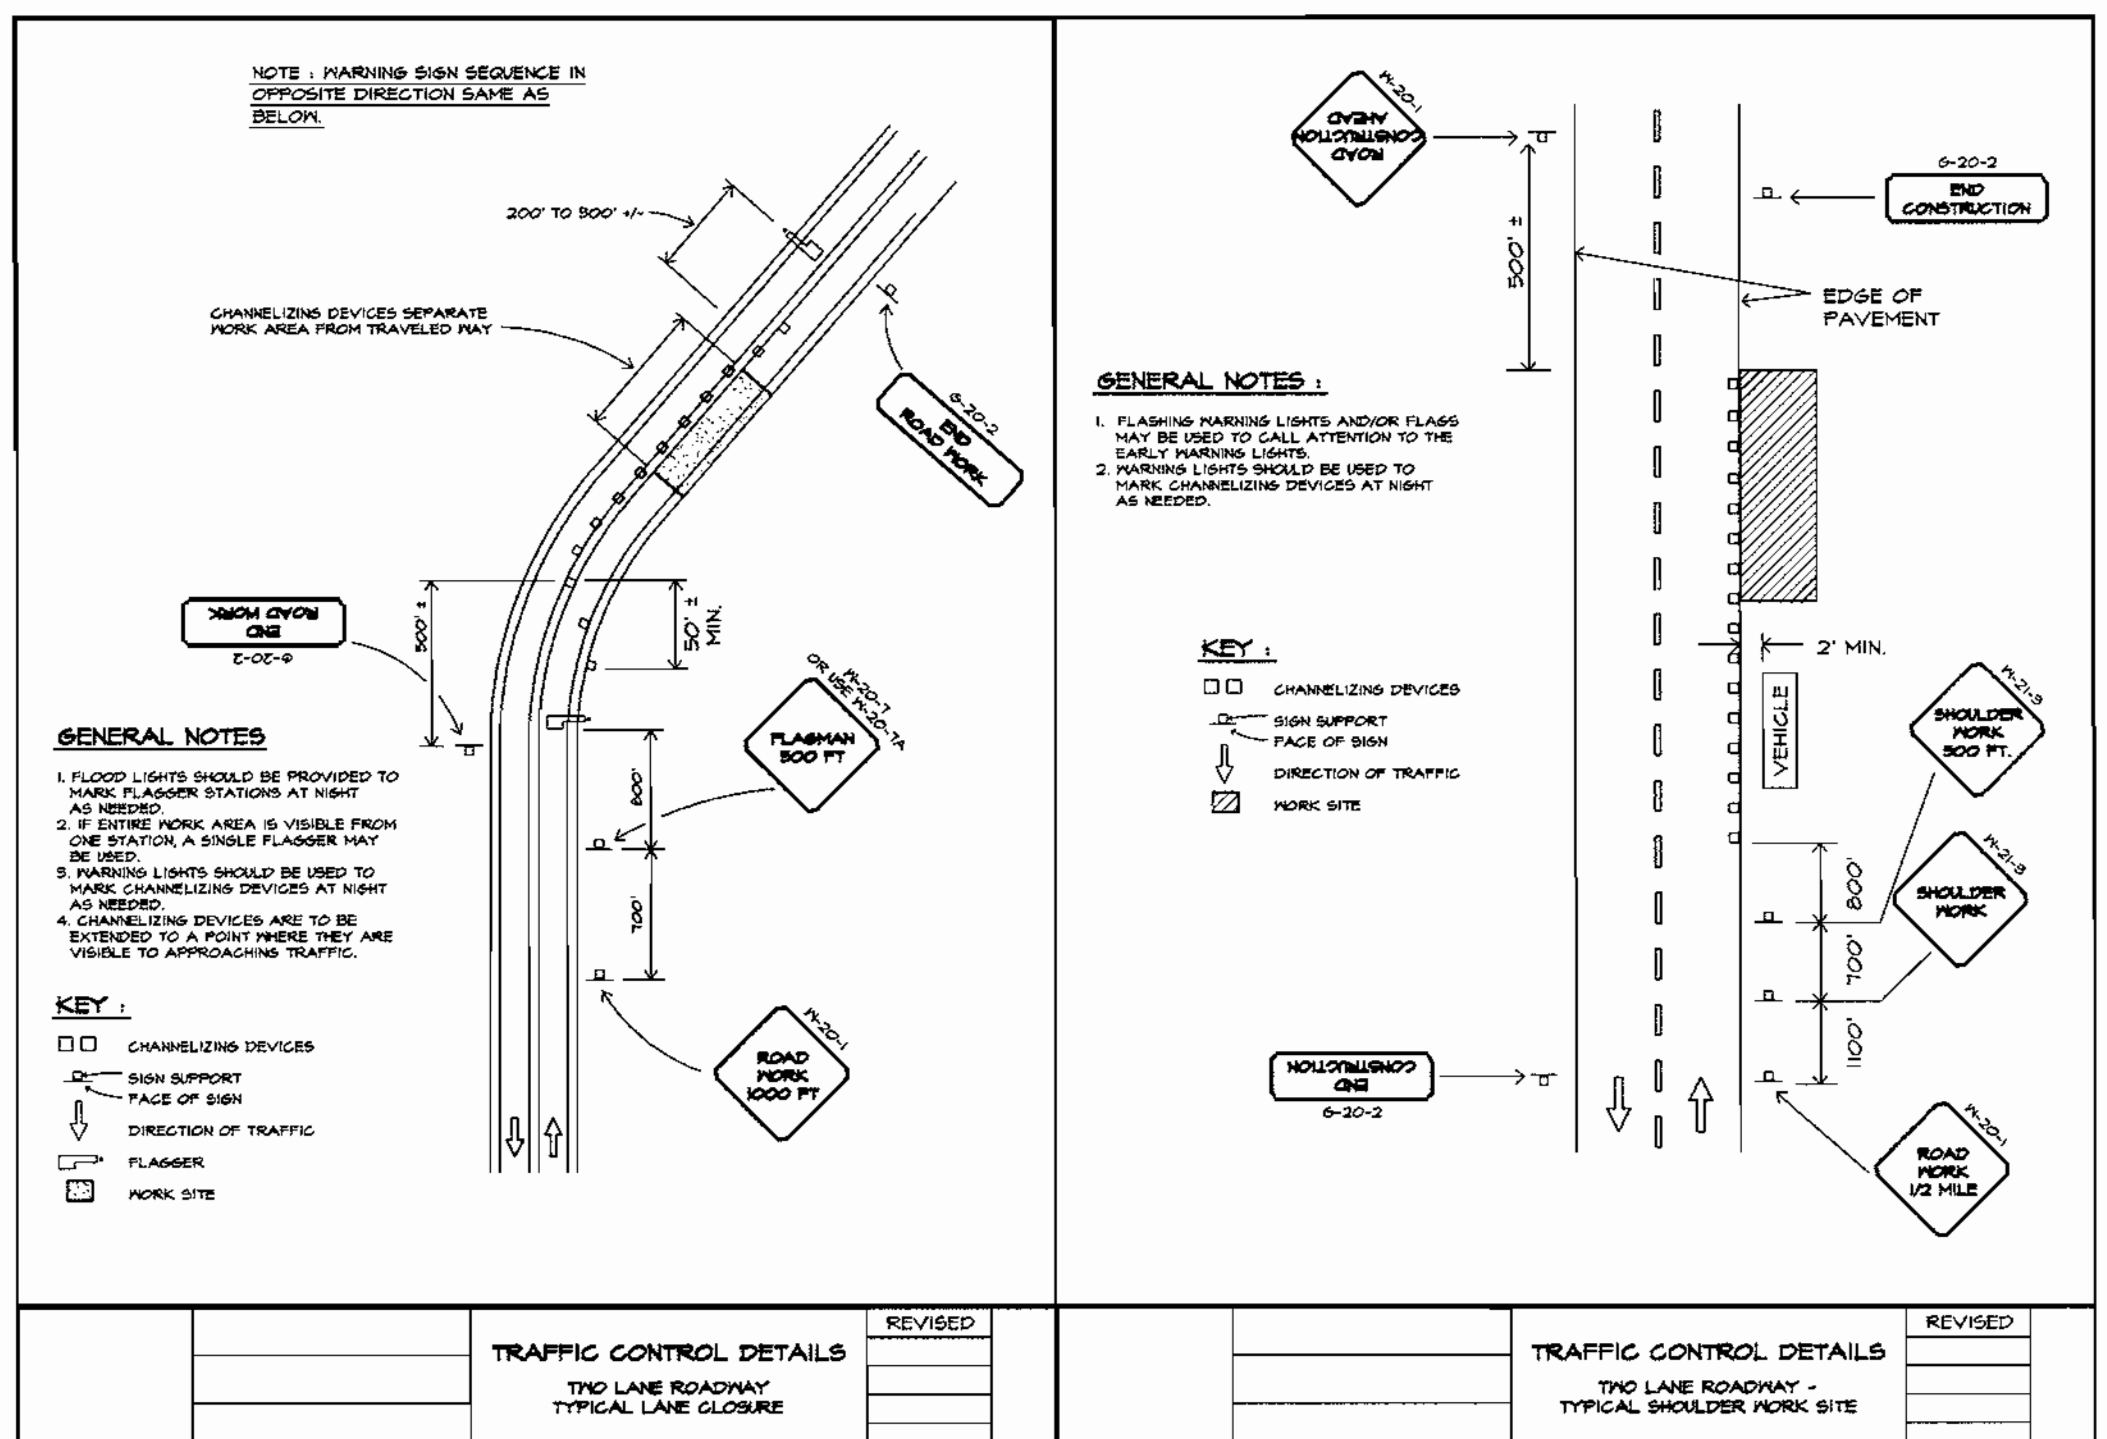 NOTE : WARNING SIGN SEQUENCE IN
OPPOSITE DIRECTION SAME AS
BELOW.
200' TO 300' +/-
CHANNELIZING DEVICES SEPARATE
WORK AREA FROM TRAVELED WAY
G-20-2
END
ROAD WORK
500' ±
50' ±
MIN.
END
ROAD WORK
G-20-2
W-20-7
OR USE W-20-7A
FLAGMAN
500 FT
700'
W-20-1
ROAD
WORK
1000 FT
GENERAL NOTES
1. FLOOD LIGHTS SHOULD BE PROVIDED TO
MARK FLAGGER STATIONS AT NIGHT
AS NEEDED.
2. IF ENTIRE WORK AREA IS VISIBLE FROM
ONE STATION, A SINGLE FLAGGER MAY
BE USED.
3. WARNING LIGHTS SHOULD BE USED TO
MARK CHANNELIZING DEVICES AT NIGHT
AS NEEDED.
4. CHANNELIZING DEVICES ARE TO BE
EXTENDED TO A POINT WHERE THEY ARE
VISIBLE TO APPROACHING TRAFFIC.
KEY :
CHANNELIZING DEVICES
SIGN SUPPORT
FACE OF SIGN
DIRECTION OF TRAFFIC
FLAGGER
WORK SITE
TRAFFIC CONTROL DETAILS
TWO LANE ROADWAY
TYPICAL LANE CLOSURE
REVISED
W-20-1
ROAD
CONSTRUCTION
AHEAD
G-20-2
END
CONSTRUCTION
500' ±
EDGE OF
PAVEMENT
GENERAL NOTES :
1. FLASHING WARNING LIGHTS AND/OR FLAGS
MAY BE USED TO CALL ATTENTION TO THE
EARLY WARNING LIGHTS.
2. WARNING LIGHTS SHOULD BE USED TO
MARK CHANNELIZING DEVICES AT NIGHT
AS NEEDED.
KEY :
CHANNELIZING DEVICES
SIGN SUPPORT
FACE OF SIGN
DIRECTION OF TRAFFIC
WORK SITE
2' MIN.
VEHICLE
W-21-3
SHOULDER
WORK
500 FT.
W-21-3
SHOULDER
WORK
700'
1100'
END
CONSTRUCTION
G-20-2
W-20-1
ROAD
WORK
1/2 MILE
TRAFFIC CONTROL DETAILS
TWO LANE ROADWAY -
TYPICAL SHOULDER WORK SITE
REVISED